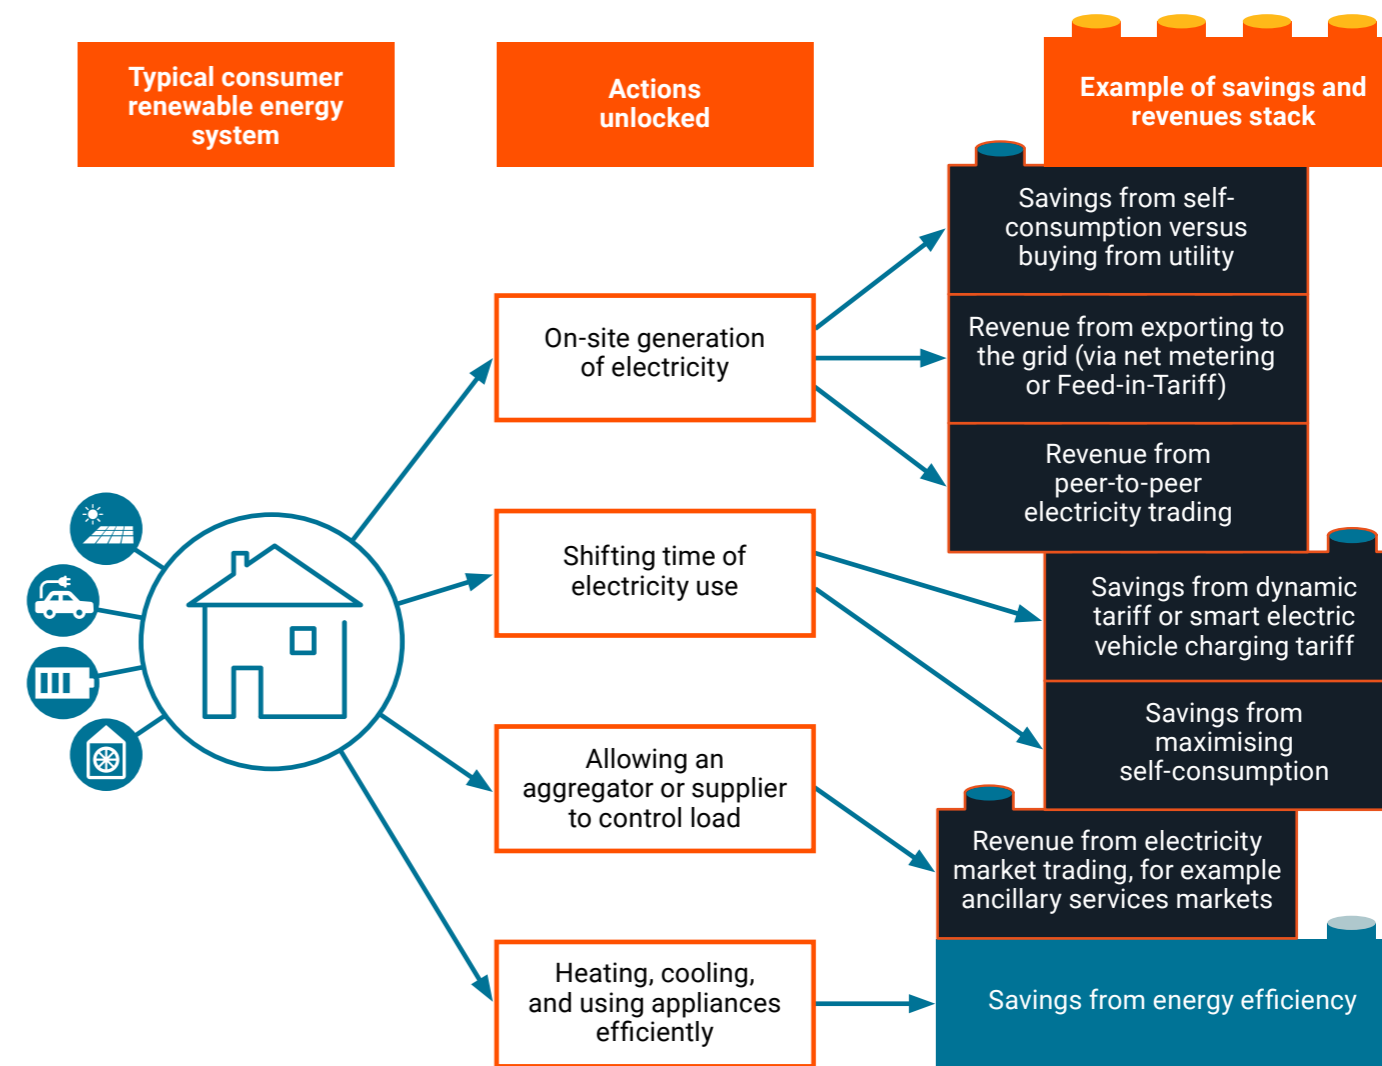 Typical consumer
renewable energy
system
Actions
unlocked
Example of savings and
revenues stack
On-site generation
of electricity
Shifting time of
electricity use
Allowing an
aggregator or supplier
to control load
Heating, cooling,
and using appliances
efficiently
Savings from self-
consumption versus
buying from utility
Revenue from exporting to
the grid (via net metering
or Feed-in-Tariff)
Revenue from
peer-to-peer
electricity trading
Savings from dynamic
tariff or smart electric
vehicle charging tariff
Savings from
maximising
self-consumption
Revenue from electricity
market trading, for example
ancillary services markets
Savings from energy efficiency